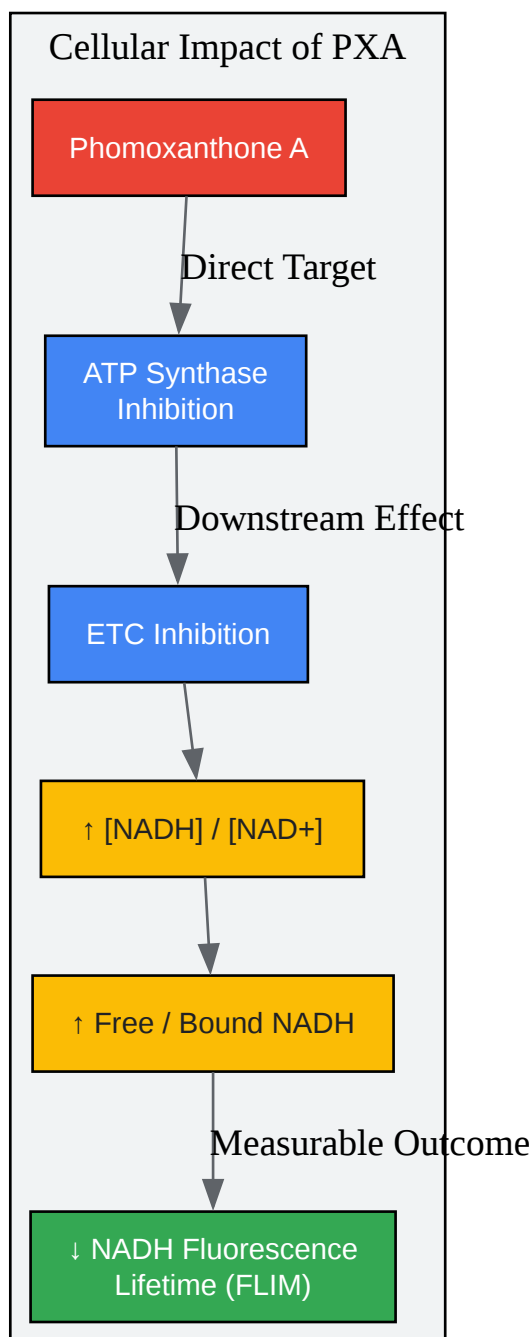 Cellular Impact of PXA
Phomoxanthone A
Direct Target
ATP Synthase
Inhibition
Downstream Effect
ETC Inhibition
↑ [NADH] / [NAD+]
↑ Free / Bound NADH
Measurable Outcome
↓ NADH Fluorescence
Lifetime (FLIM)